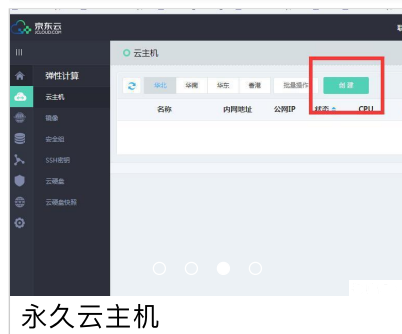 京东云
JCLOUD.COM
弹性计算
云主机
镜像
安全组
SSH密钥
云硬盘
云硬盘快照
云主机
华北 华南 华东 香港 批量操作 创建
名称 内网地址 公网IP 状态 CPU
永久云主机